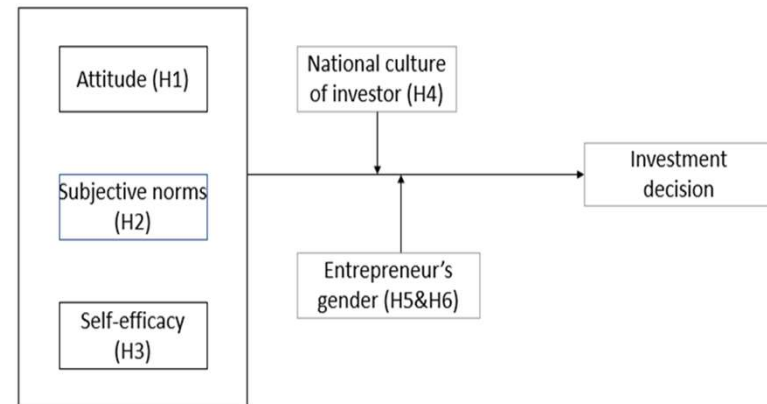 Attitude (H1)
Subjective norms
(H2)
Self-efficacy
(H3)
National culture
of investor (H4)
Entrepreneur’s
gender (H5&H6)
Investment
decision